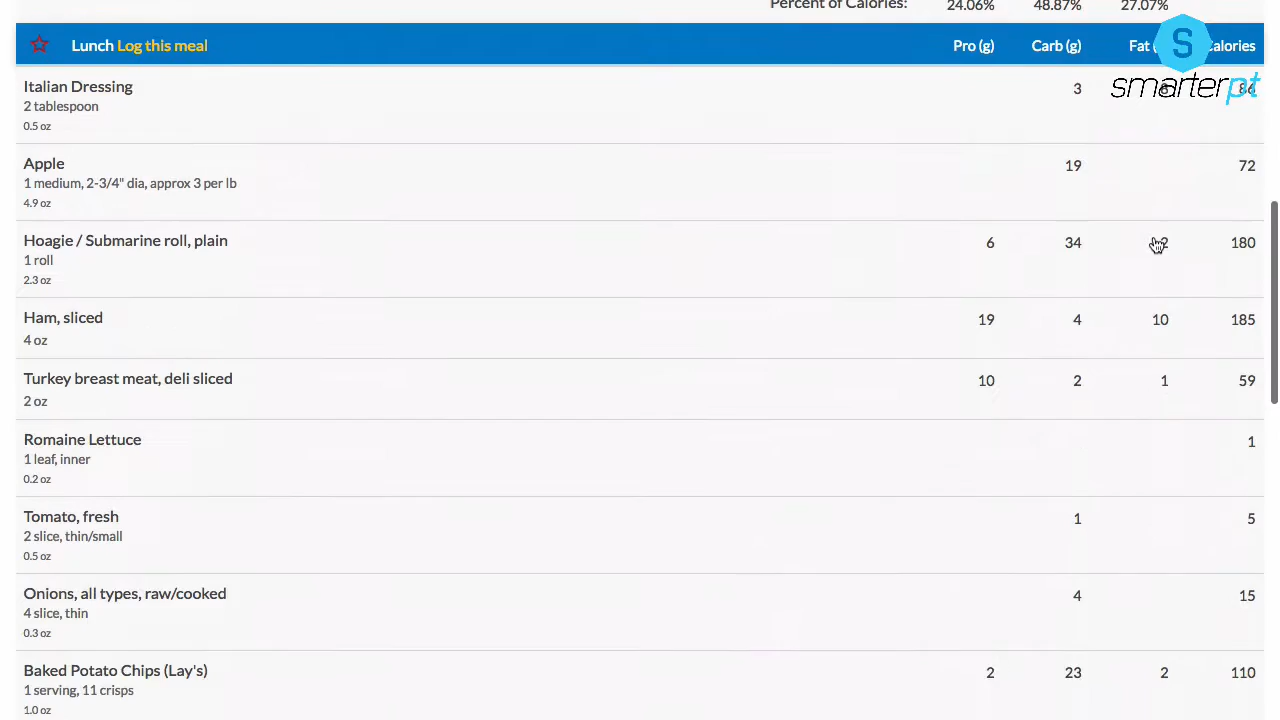 Percent of Calories: 24.06% 48.87% 27.07%
Lunch Log this meal Pro (g) Carb (g) Fat Calories
smarterpt
Italian Dressing 3 8 86
2 tablespoon
0.5 oz
Apple 19 72
1 medium, 2-3/4" dia, approx 3 per lb
4.9 oz
Hoagie / Submarine roll, plain 6 34 2 180
1 roll
2.3 oz
Ham, sliced 19 4 10 185
4 oz
Turkey breast meat, deli sliced 10 2 1 59
2 oz
Romaine Lettuce 1
1 leaf, inner
0.2 oz
Tomato, fresh 1 5
2 slice, thin/small
0.5 oz
Onions, all types, raw/cooked 4 15
4 slice, thin
0.3 oz
Baked Potato Chips (Lay's) 2 23 2 110
1 serving, 11 crisps
1.0 oz